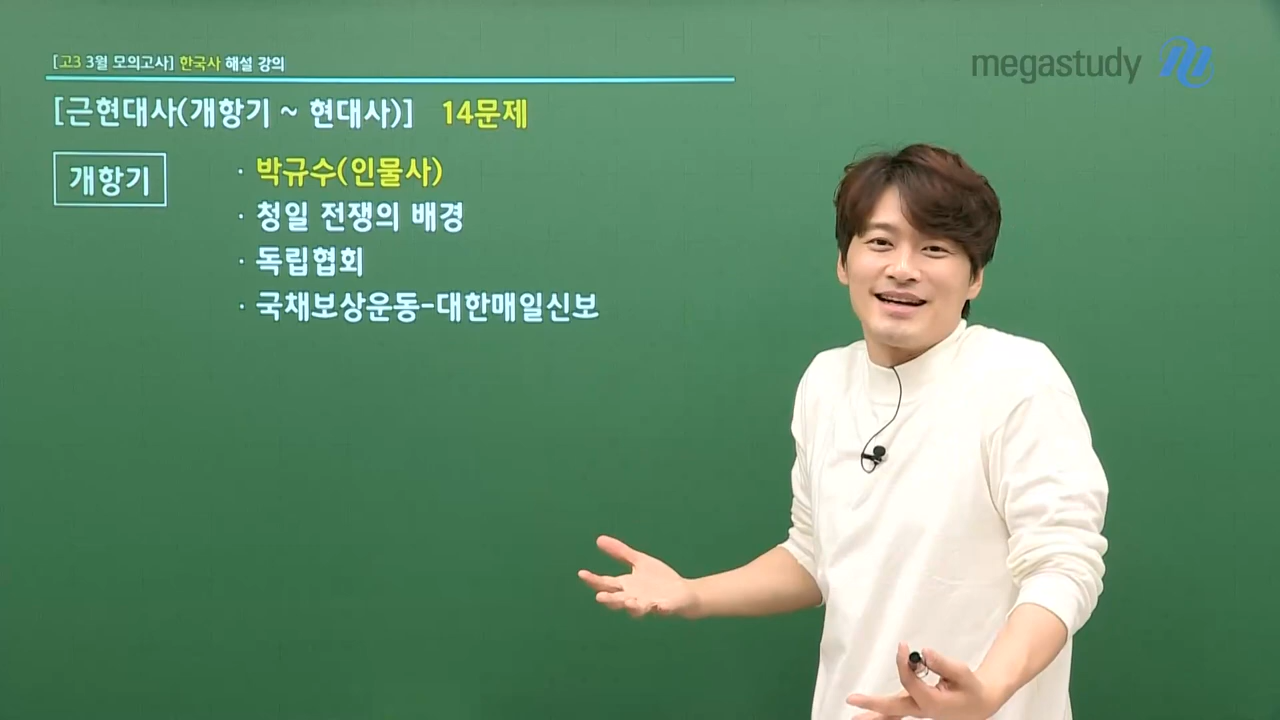 [고3 3월 모의고사] 한국사 해설 강의
megastudy
[근현대사(개항기 ~ 현대사)] 14문제
개항기
· 박규수(인물사)
· 청일 전쟁의 배경
· 독립협회
· 국채보상운동-대한매일신보